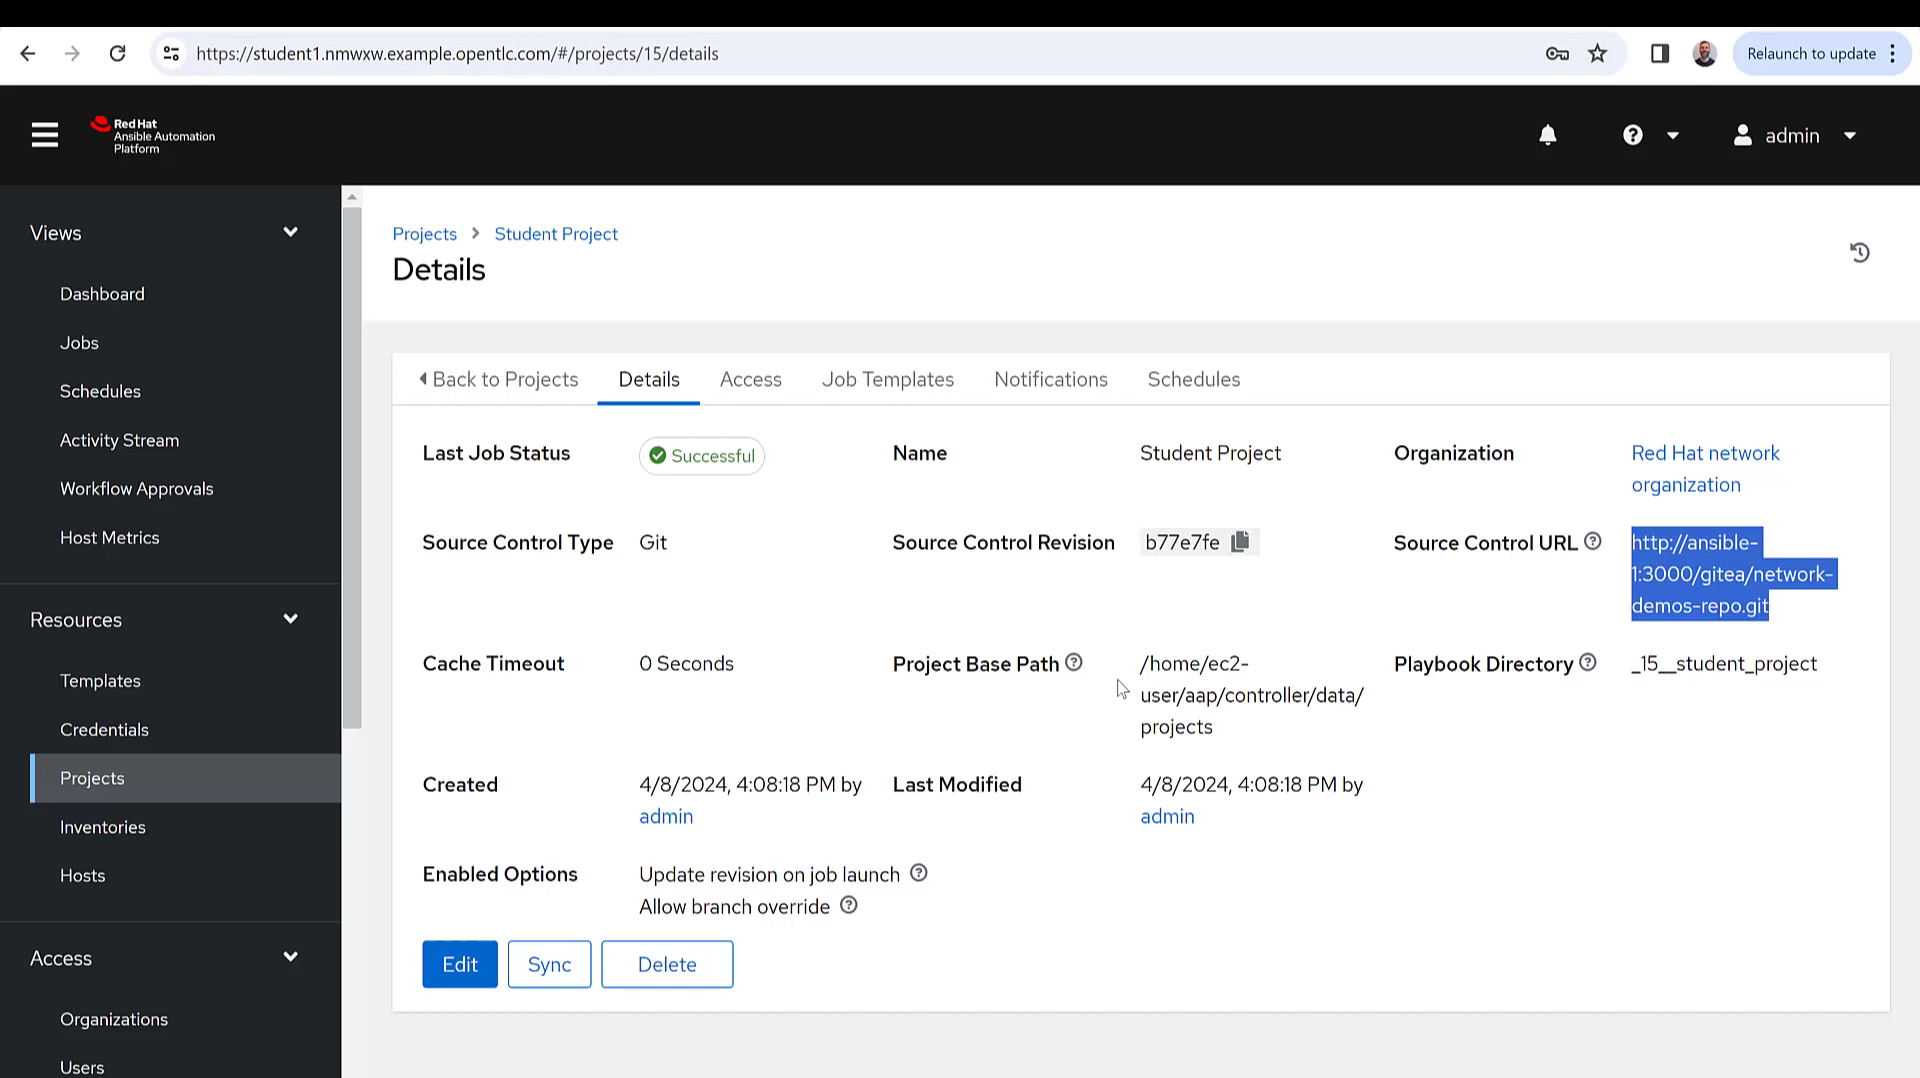 https://student1.nmwxw.example.opentlc.com/#/projects/15/details
Relaunch to update
Red Hat
Ansible Automation
Platform
admin
Views
Dashboard
Jobs
Schedules
Activity Stream
Workflow Approvals
Host Metrics
Resources
Templates
Credentials
Projects
Inventories
Hosts
Access
Organizations
Users
Projects > Student Project
Details
Back to Projects
Details
Access
Job Templates
Notifications
Schedules
Last Job Status
Successful
Name
Student Project
Organization
Red Hat network
organization
Source Control Type
Git
Source Control Revision
b77e7fe
Source Control URL
http://ansible-
1:3000/gitea/network-
demos-repo.git
Cache Timeout
0 Seconds
Project Base Path
/home/ec2-
user/aap/controller/data/
projects
Playbook Directory
_15__student_project
Created
4/8/2024, 4:08:18 PM by
admin
Last Modified
4/8/2024, 4:08:18 PM by
admin
Enabled Options
Update revision on job launch
Allow branch override
Edit
Sync
Delete